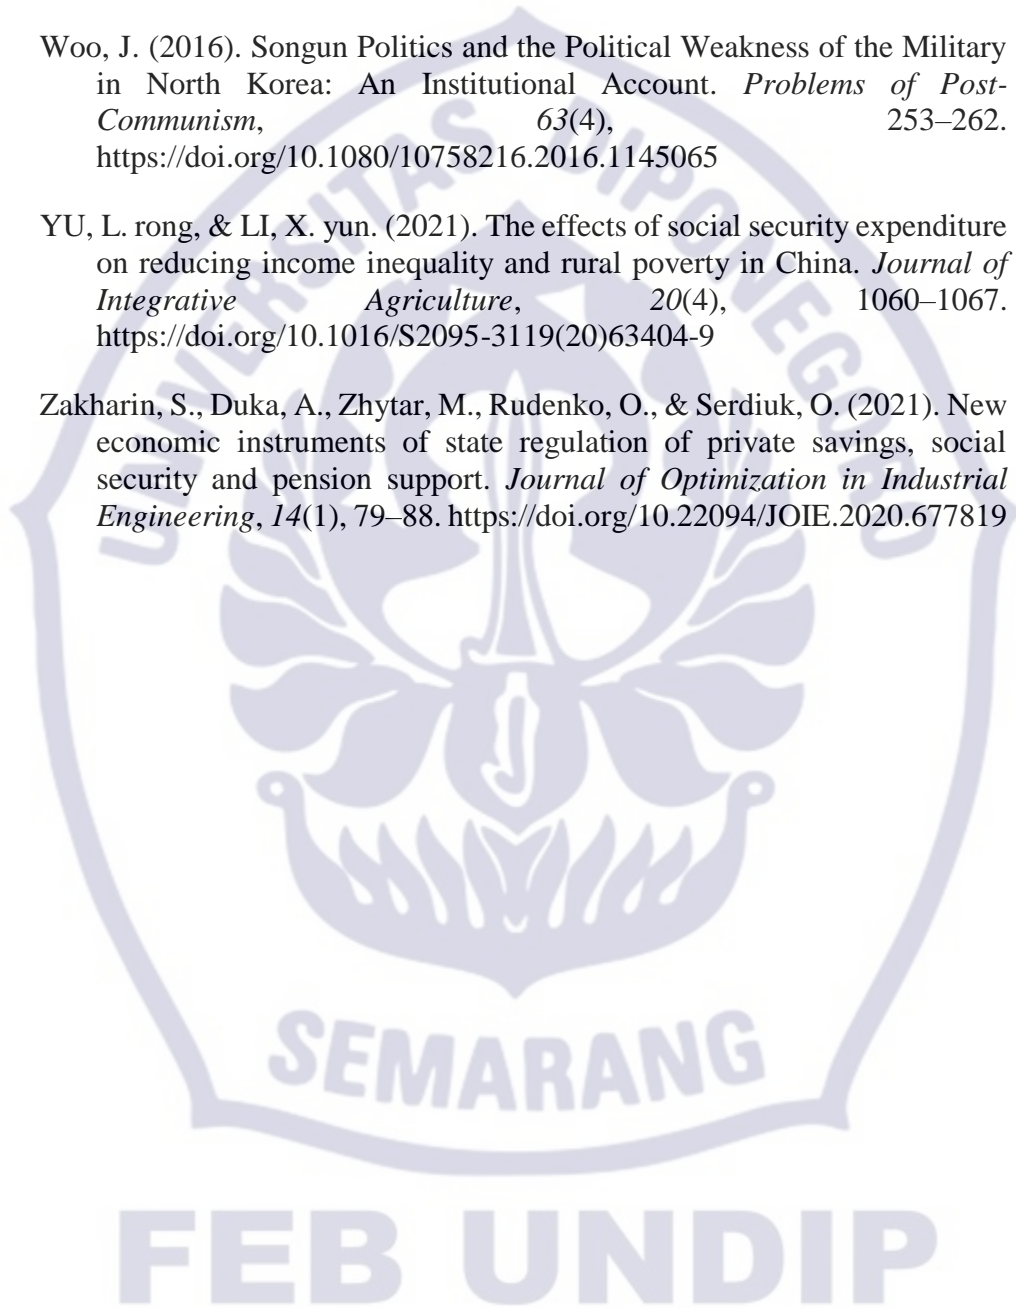 Woo, J. (2016). Songun Politics and the Political Weakness of the Military
in North Korea: An Institutional Account. Problems of Post-
Communism, 63(4), 253–262.
https://doi.org/10.1080/10758216.2016.1145065
YU, L. rong, & LI, X. yun. (2021). The effects of social security expenditure
on reducing income inequality and rural poverty in China. Journal of
Integrative Agriculture, 20(4), 1060–1067.
https://doi.org/10.1016/S2095-3119(20)63404-9
Zakharin, S., Duka, A., Zhytar, M., Rudenko, O., & Serdiuk, O. (2021). New
economic instruments of state regulation of private savings, social
security and pension support. Journal of Optimization in Industrial
Engineering, 14(1), 79–88. https://doi.org/10.22094/JOIE.2020.677819
UNIVERSITAS DIPONEGORO
SEMARANG
FEB UNDIP